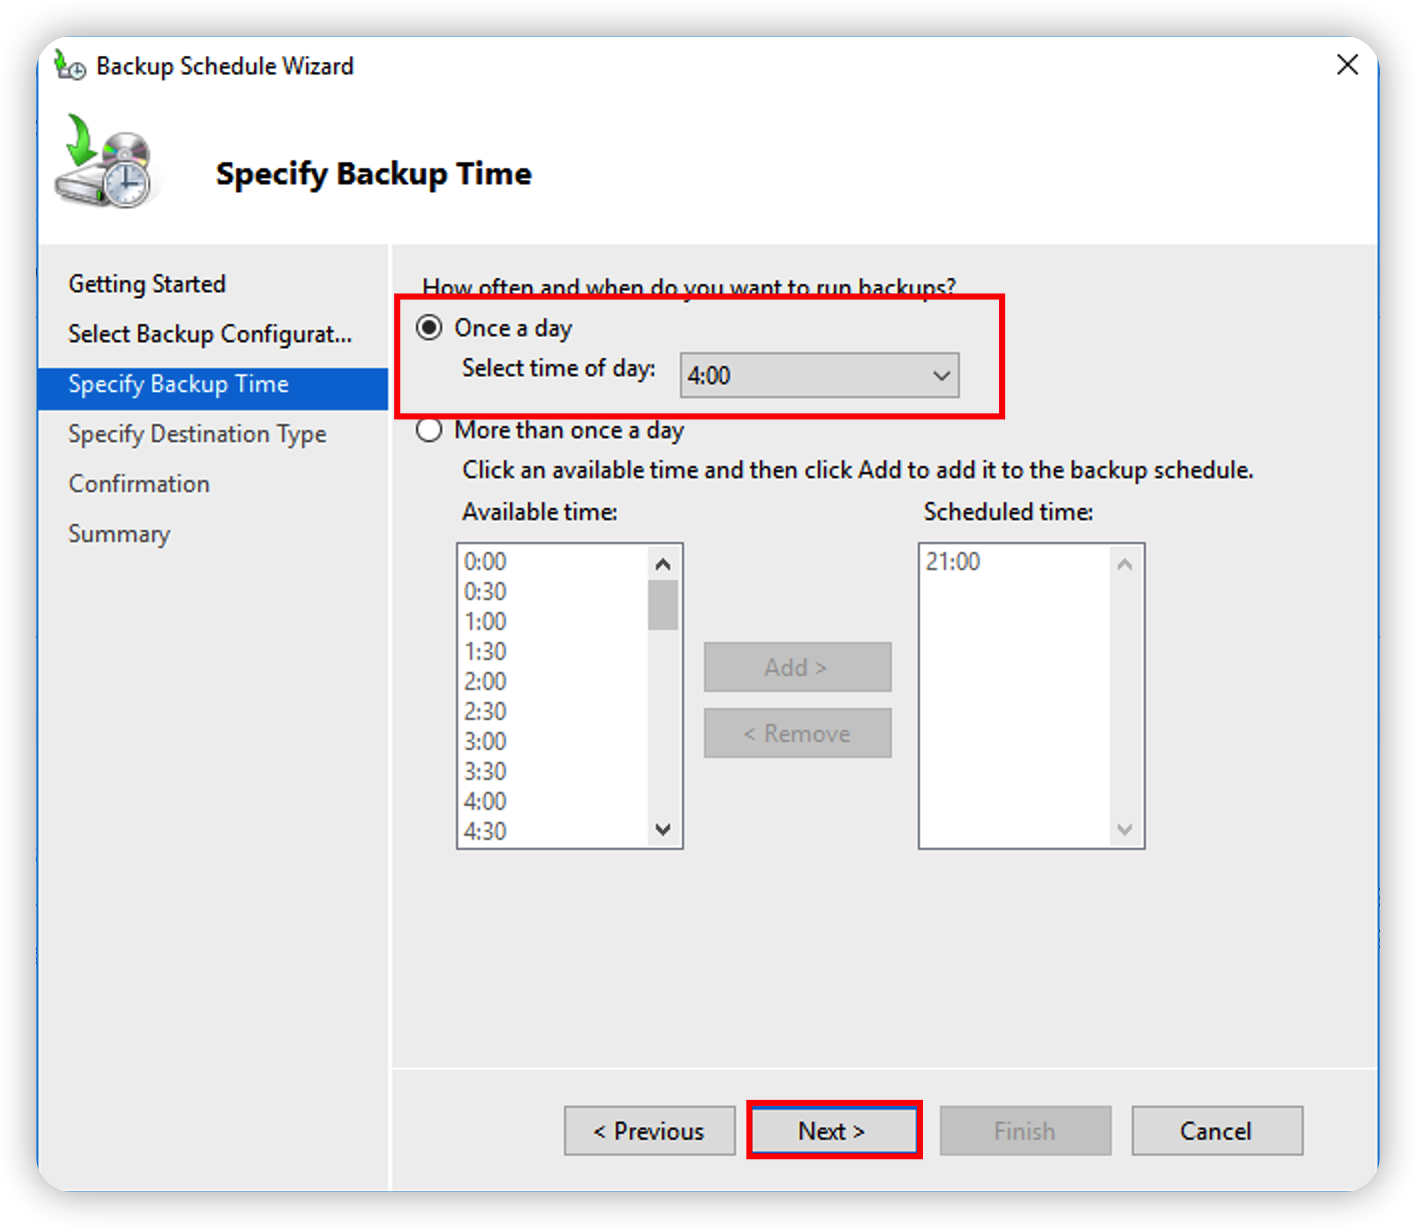 Backup Schedule Wizard
Specify Backup Time
Getting Started
Select Backup Configurat...
Specify Backup Time
Specify Destination Type
Confirmation
Summary
How often and when do you want to run backups?
Once a day
Select time of day: 4:00
More than once a day
Click an available time and then click Add to add it to the backup schedule.
Available time:
0:00
0:30
1:00
1:30
2:00
2:30
3:00
3:30
4:00
4:30
Add >
< Remove
Scheduled time:
21:00
< Previous Next > Finish Cancel